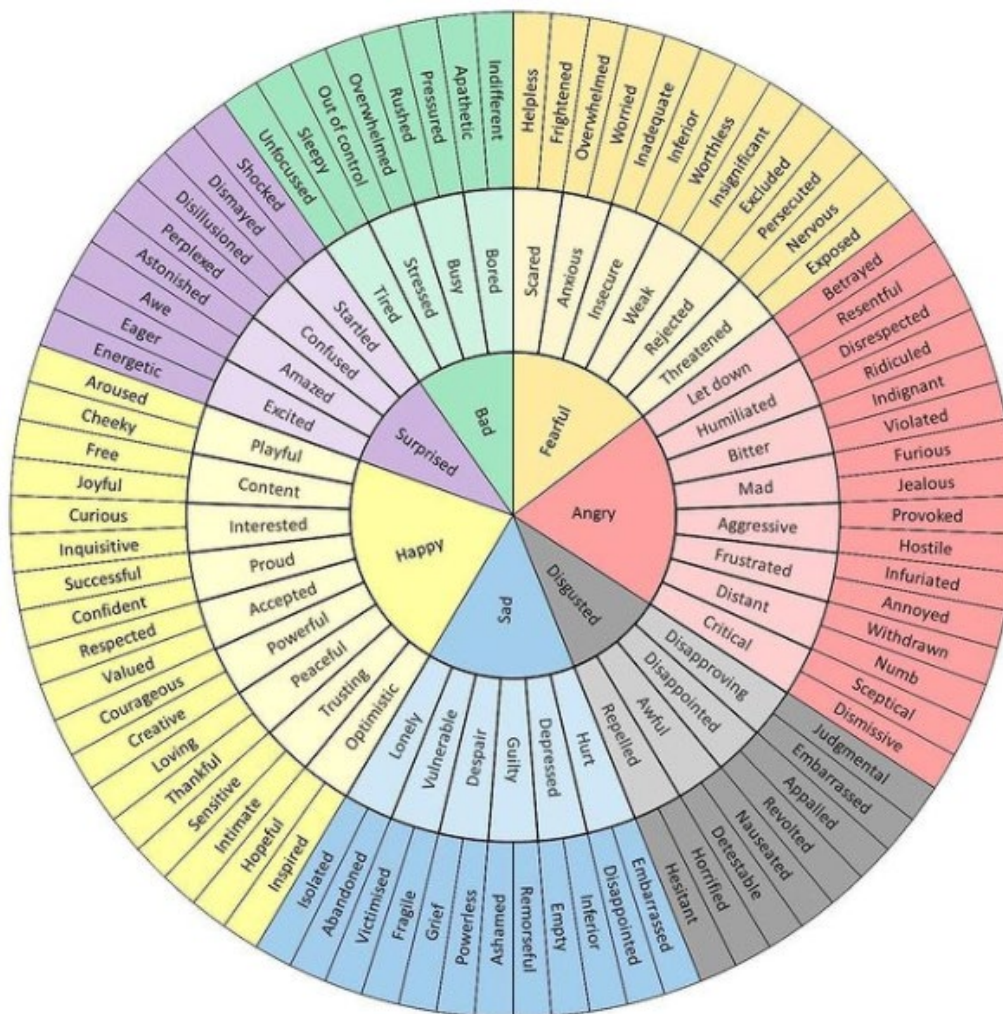 Fearful
Angry
Disgusted
Sad
Happy
Surprised
Bad
Scared
Anxious
Insecure
Weak
Rejected
Threatened
Let down
Humiliated
Bitter
Mad
Aggressive
Frustrated
Distant
Critical
Disapproving
Disappointed
Awful
Repelled
Hurt
Depressed
Guilty
Despair
Vulnerable
Lonely
Optimistic
Trusting
Peaceful
Powerful
Accepted
Proud
Interested
Content
Playful
Excited
Amazed
Confused
Startled
Tired
Stressed
Busy
Bored
Helpless
Frightened
Overwhelmed
Worried
Inadequate
Inferior
Worthless
Insignificant
Excluded
Persecuted
Nervous
Exposed
Betrayed
Resentful
Disrespected
Ridiculed
Indignant
Violated
Furious
Jealous
Provoked
Hostile
Infuriated
Annoyed
Withdrawn
Numb
Sceptical
Dismissive
Judgmental
Embarrassed
Appalled
Revolted
Nauseated
Detestable
Horrified
Hesitant
Embarrassed
Disappointed
Inferior
Empty
Remorseful
Ashamed
Powerless
Grief
Fragile
Victimised
Abandoned
Isolated
Inspired
Hopeful
Intimate
Sensitive
Thankful
Loving
Creative
Courageous
Valued
Respected
Confident
Successful
Inquisitive
Curious
Joyful
Free
Cheeky
Aroused
Energetic
Eager
Awe
Astonished
Perplexed
Disillusioned
Dismayed
Shocked
Unfocussed
Sleepy
Out of control
Overwhelmed
Rushed
Pressured
Apathetic
Indifferent